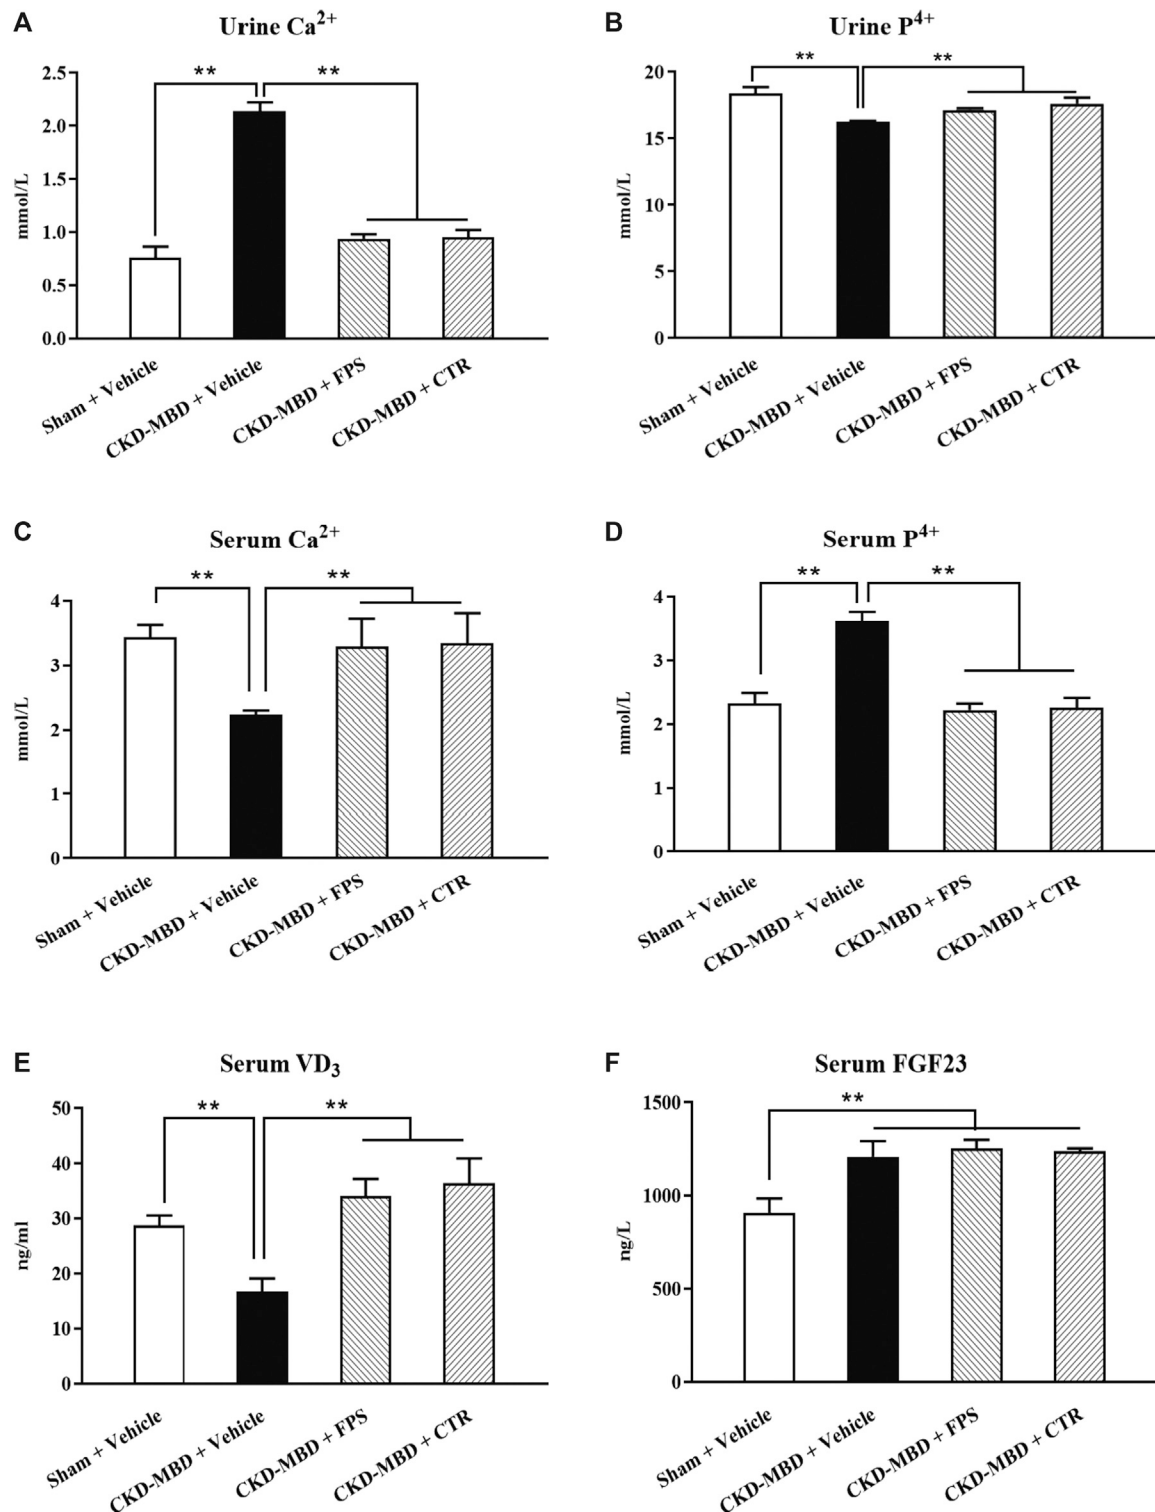 A
Urine Ca²⁺
** **
2.5
2.0
1.5
1.0
0.5
0.0
mmol/L
Sham + Vehicle
CKD-MBD + Vehicle
CKD-MBD + FPS
CKD-MBD + CTR
B
Urine P⁴⁺
** **
20
15
10
5
0
mmol/L
Sham + Vehicle
CKD-MBD + Vehicle
CKD-MBD + FPS
CKD-MBD + CTR
C
Serum Ca²⁺
** **
4
3
2
1
0
mmol/L
Sham + Vehicle
CKD-MBD + Vehicle
CKD-MBD + FPS
CKD-MBD + CTR
D
Serum P⁴⁺
** **
4
3
2
1
0
mmol/L
Sham + Vehicle
CKD-MBD + Vehicle
CKD-MBD + FPS
CKD-MBD + CTR
E
Serum VD₃
** **
50
40
30
20
10
0
ng/ml
Sham + Vehicle
CKD-MBD + Vehicle
CKD-MBD + FPS
CKD-MBD + CTR
F
Serum FGF23
**
1500
1000
500
0
ng/L
Sham + Vehicle
CKD-MBD + Vehicle
CKD-MBD + FPS
CKD-MBD + CTR